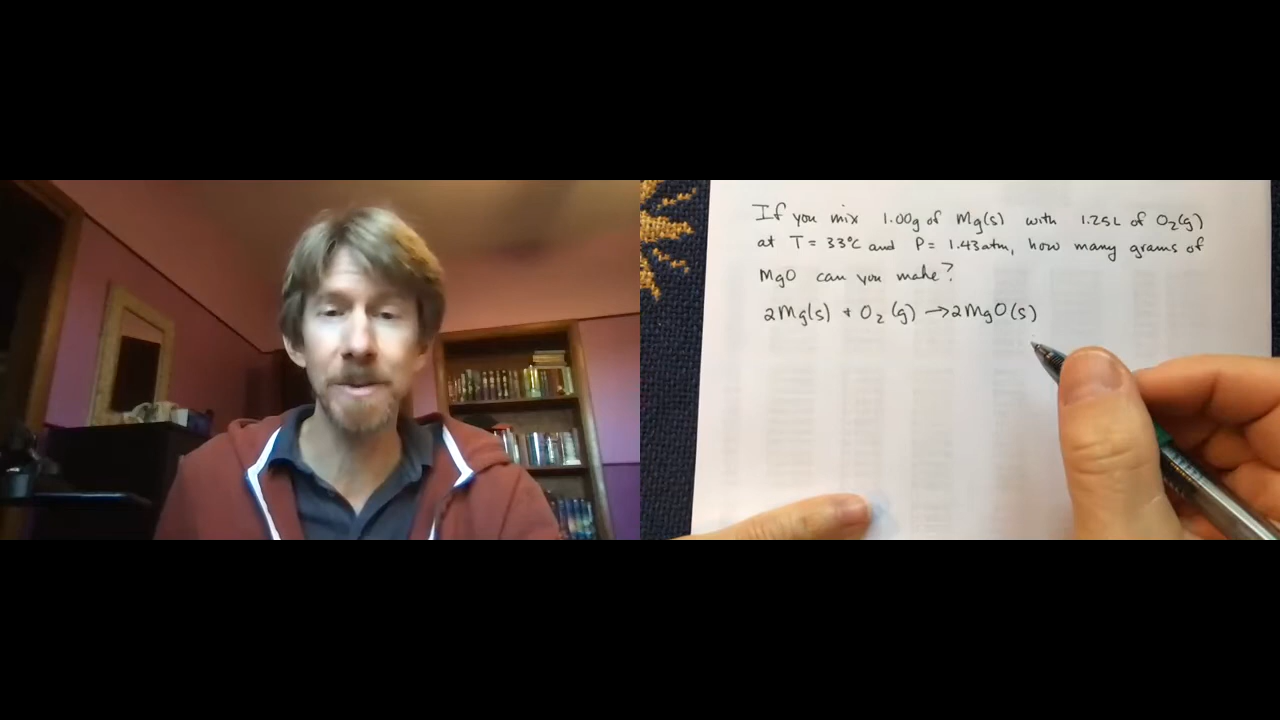 If you mix 1.00g of Mg(s) with 1.25L of O₂(g)
at T = 33°C and P = 1.43atm, how many grams of
MgO can you make?
2Mg(s) + O₂(g) → 2MgO(s)